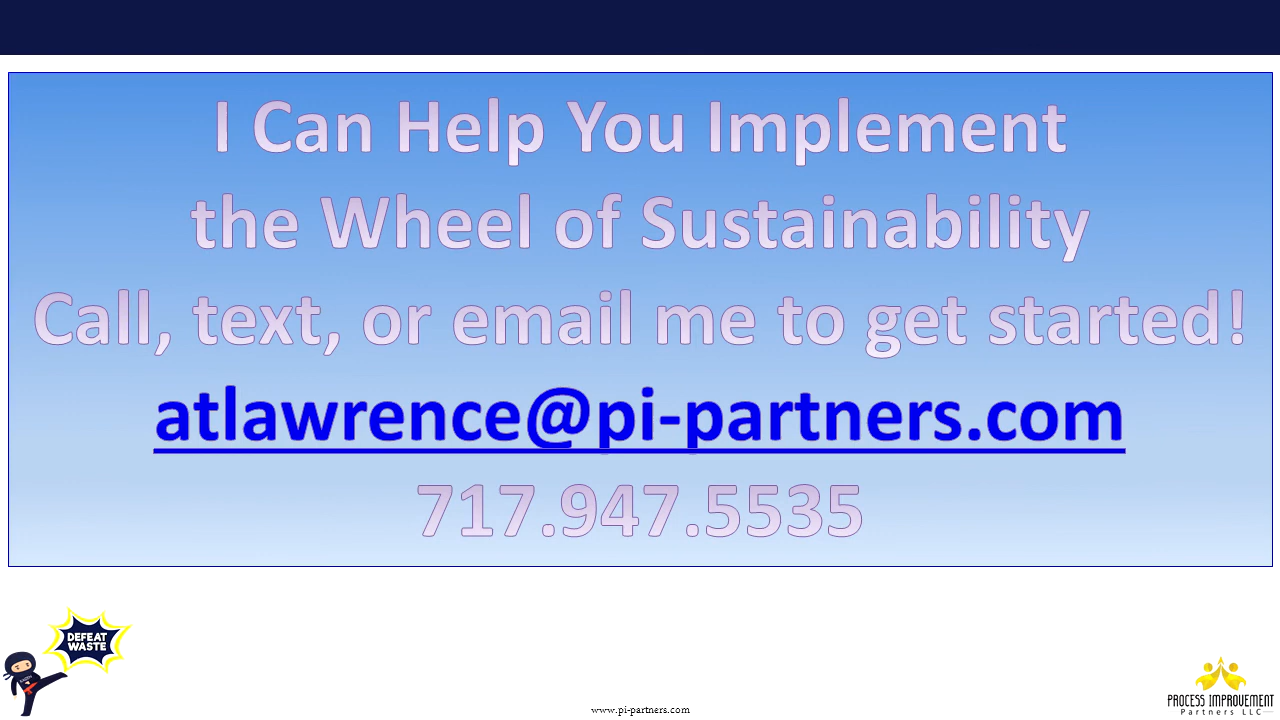 I Can Help You Implement
the Wheel of Sustainability
Call, text, or email me to get started!
atlawrence@pi-partners.com
717.947.5535
DEFEAT
WASTE
www.pi-partners.com
PROCESS IMPROVEMENT
Partners LLC